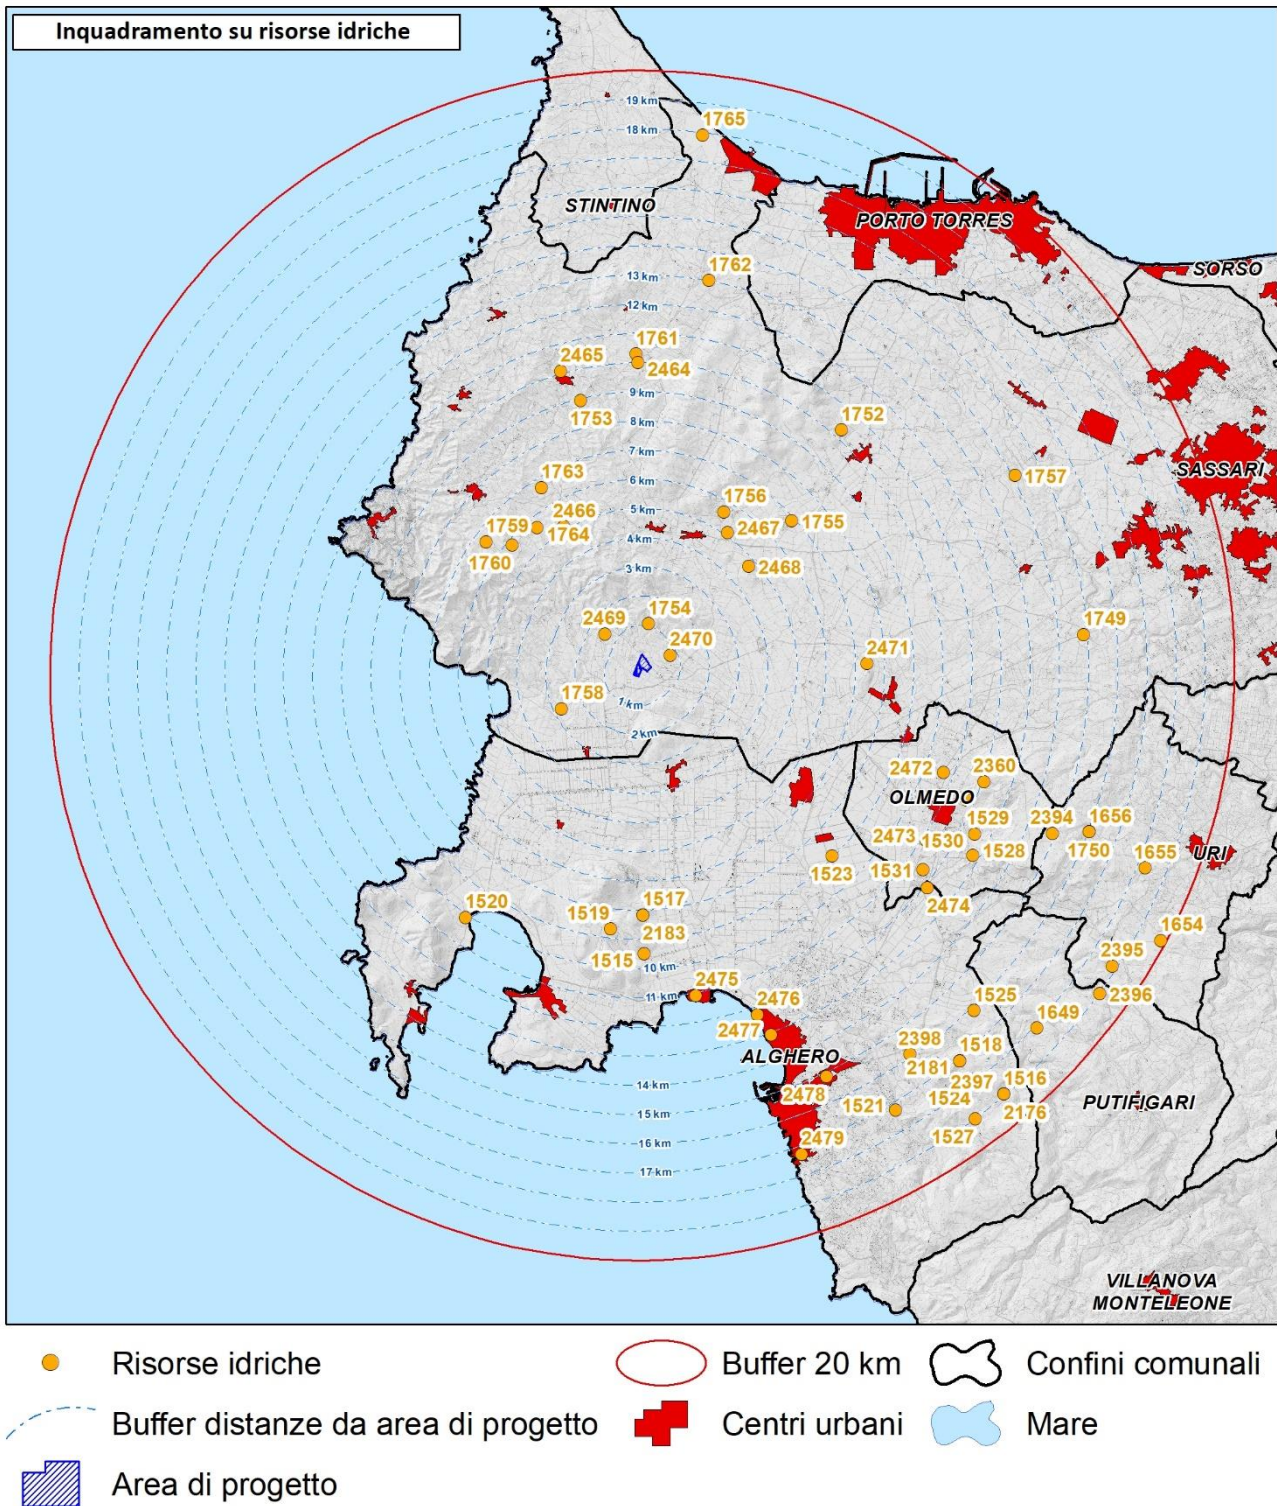 Inquadramento su risorse idriche
19 km
18 km
1765
STINTINO
PORTO TORRES
SORSO
1762
13 km
12 km
1761
2465
2464
9 km
1753
8 km
1752
7 km
SASSARI
1763
6 km
1757
2466
1756
5 km
1759
1764
2467
1755
4 km
1760
3 km
2468
1754
2469
1749
2470
2471
1758
1 km
2 km
2472
2360
OLMEDO
1529
2394
1656
2473
1530
1750
1528
URI
1523
1531
1655
2474
1520
1517
1519
2183
1654
1515
10 km
2395
2475
11 km
2476
1525
2396
2477
1649
ALGHERO
2398
1518
2181
14 km
2478
2397
1516
1521
1524
PUTIFIGARI
15 km
2176
1527
16 km
2479
17 km
VILLANOVA
MONTELEONE
Risorse idriche
Buffer 20 km
Confini comunali
Buffer distanze da area di progetto
Centri urbani
Mare
Area di progetto